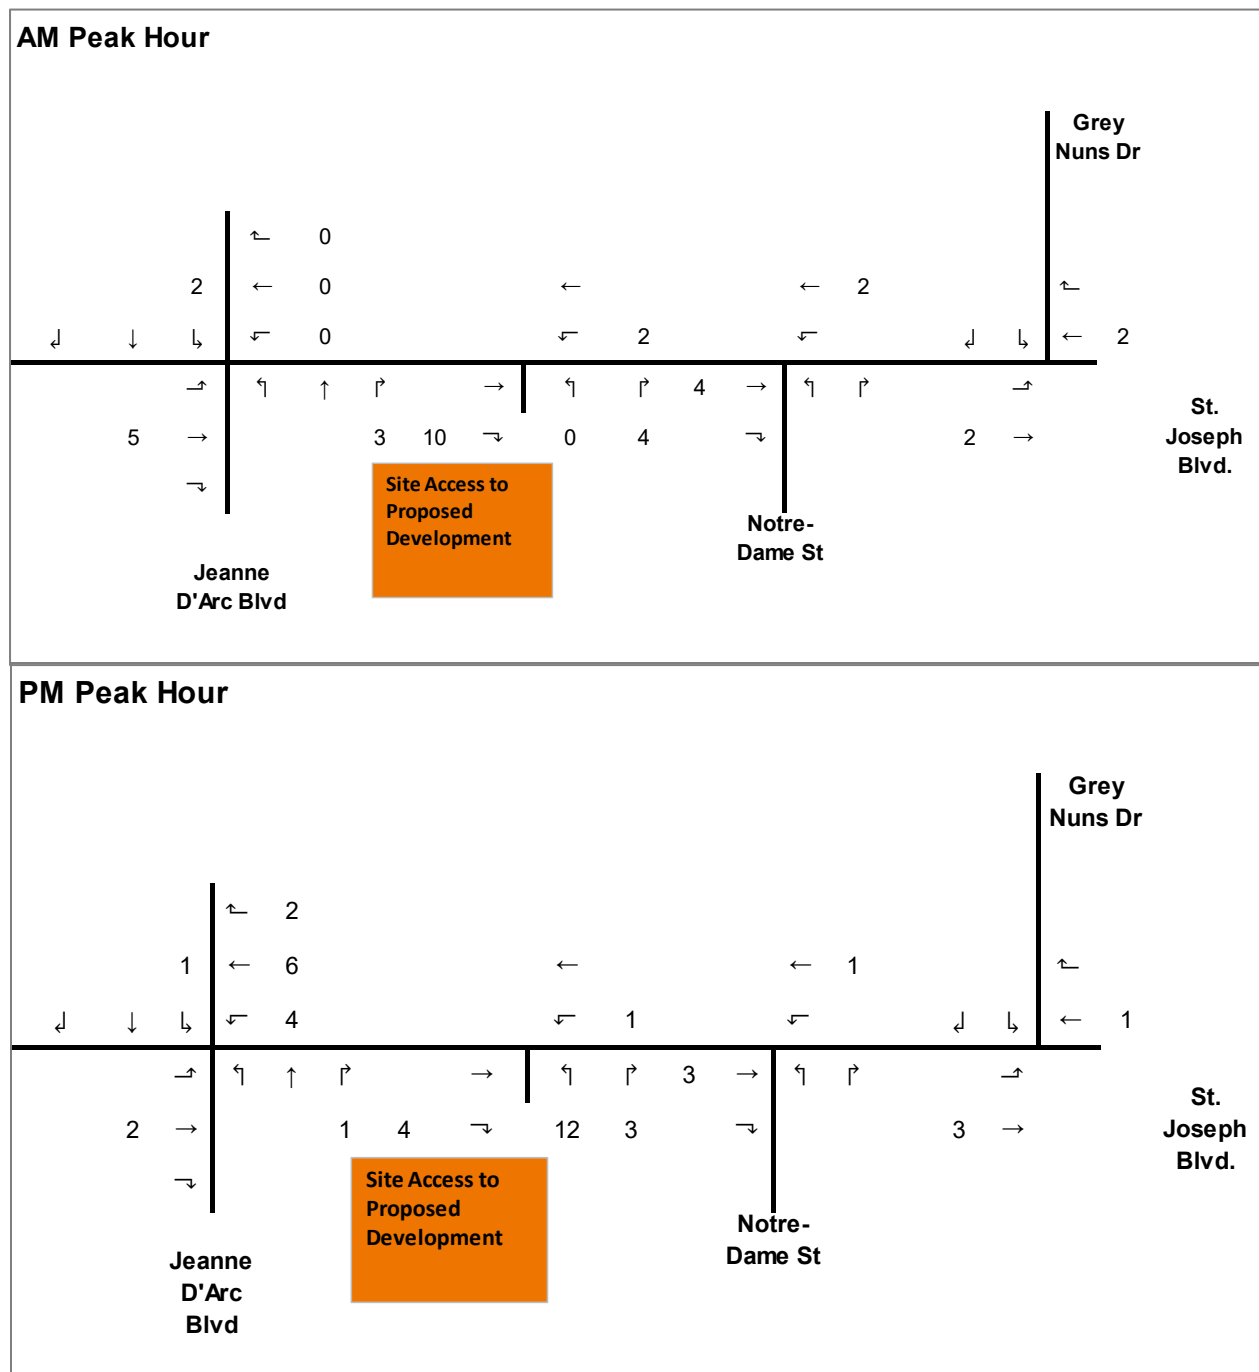 AM Peak Hour
Grey
Nuns Dr
↰ 0
2 ← 0 ← ← 2 ↰
↲ ↓ ↳ ↵ 0 ↵ 2 ↵ ↲ ↳ ← 2
⬏ ↰ ↑ ↱ → ↰ ↱ 4 → ↰ ↱ ⬏
5 → 3 10 ⬎ 0 4 ⬎ 2 →
⬎
St.
Joseph
Blvd.
Site Access to
Proposed
Development
Notre-
Dame St
Jeanne
D'Arc Blvd
PM Peak Hour
Grey
Nuns Dr
↰ 2
1 ← 6 ← ← 1 ↰
↲ ↓ ↳ ↵ 4 ↵ 1 ↵ ↲ ↳ ← 1
⬏ ↰ ↑ ↱ → ↰ ↱ 3 → ↰ ↱ ⬏
2 → 1 4 ⬎ 12 3 ⬎ 3 →
⬎
St.
Joseph
Blvd.
Site Access to
Proposed
Development
Notre-
Dame St
Jeanne
D'Arc
Blvd